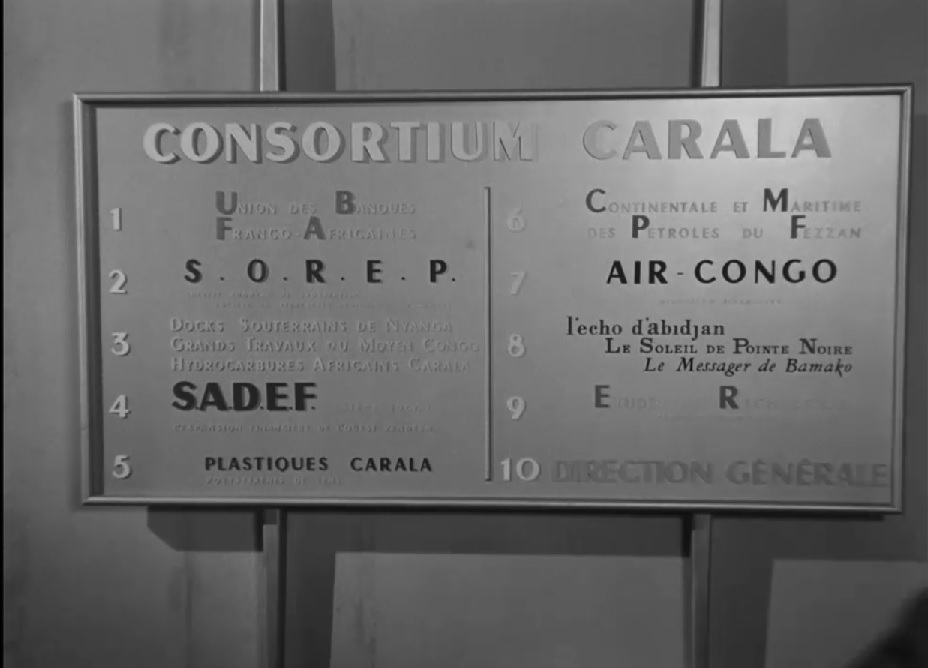 CONSORTIUM CARALA
1
UNION DES BANQUES
FRANCO-AFRICAINES
2
S.O.R.E.P.
3
DOCKS SOUTERRAINS DE NYANGA
GRANDS TRAVAUX DU MOYEN CONGO
HYDROCARBURES AFRICAINS CARALA
4
S.A.D.E.F.
5
PLASTIQUES CARALA
6
CONTINENTALE ET MARITIME
DES PETROLES DU FEZZAN
7
AIR-CONGO
8
l'echo d'abidjan
LE SOLEIL DE POINTE NOIRE
Le Messager de Bamako
9
10
DIRECTION GÉNÉRALE